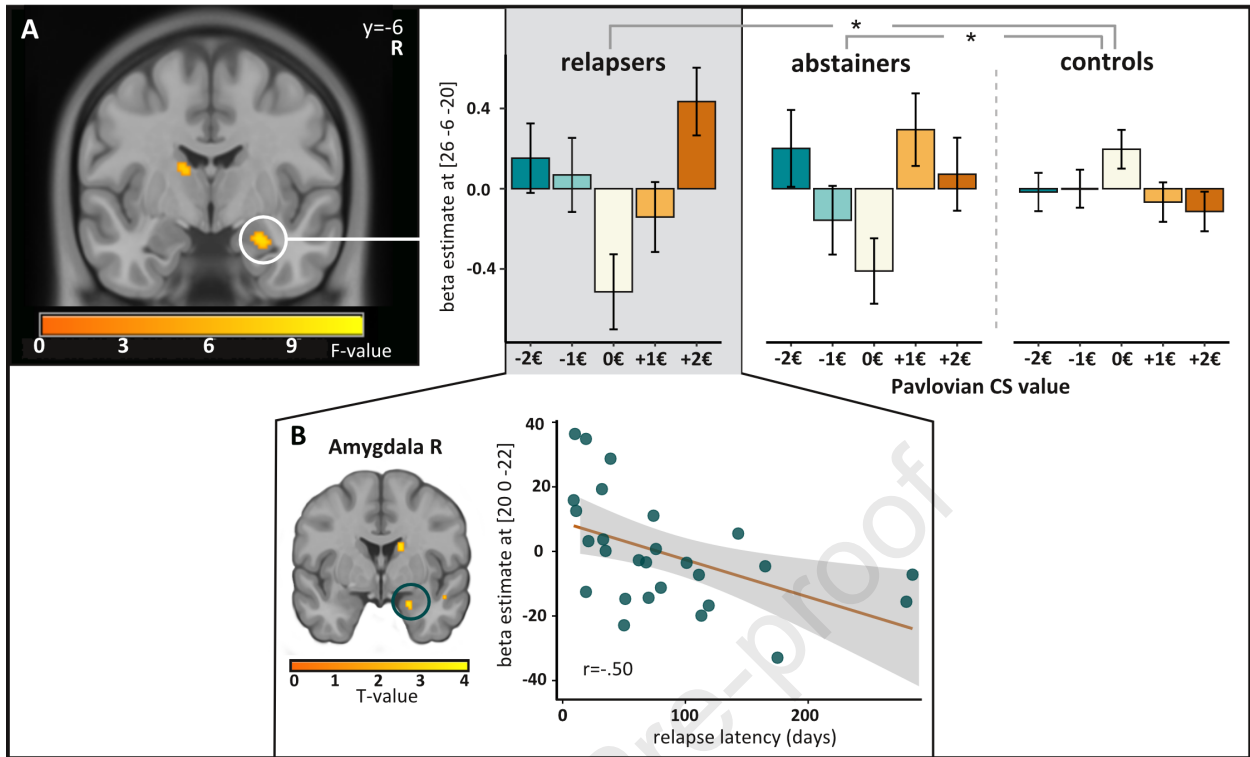 A
y=-6
R
0 3 6 9 F-value
*
*
relapsers
abstainers
controls
beta estimate at [26 -6 -20]
0.4
0.0
-0.4
-2€ -1€ 0€ +1€ +2€
-2€ -1€ 0€ +1€ +2€
-2€ -1€ 0€ +1€ +2€
Pavlovian CS value
B
Amygdala R
0 1 2 3 4
T-value
beta estimate at [20 0 -22]
40
20
0
-20
-40
r=-.50
0 100 200
relapse latency (days)
re-proof